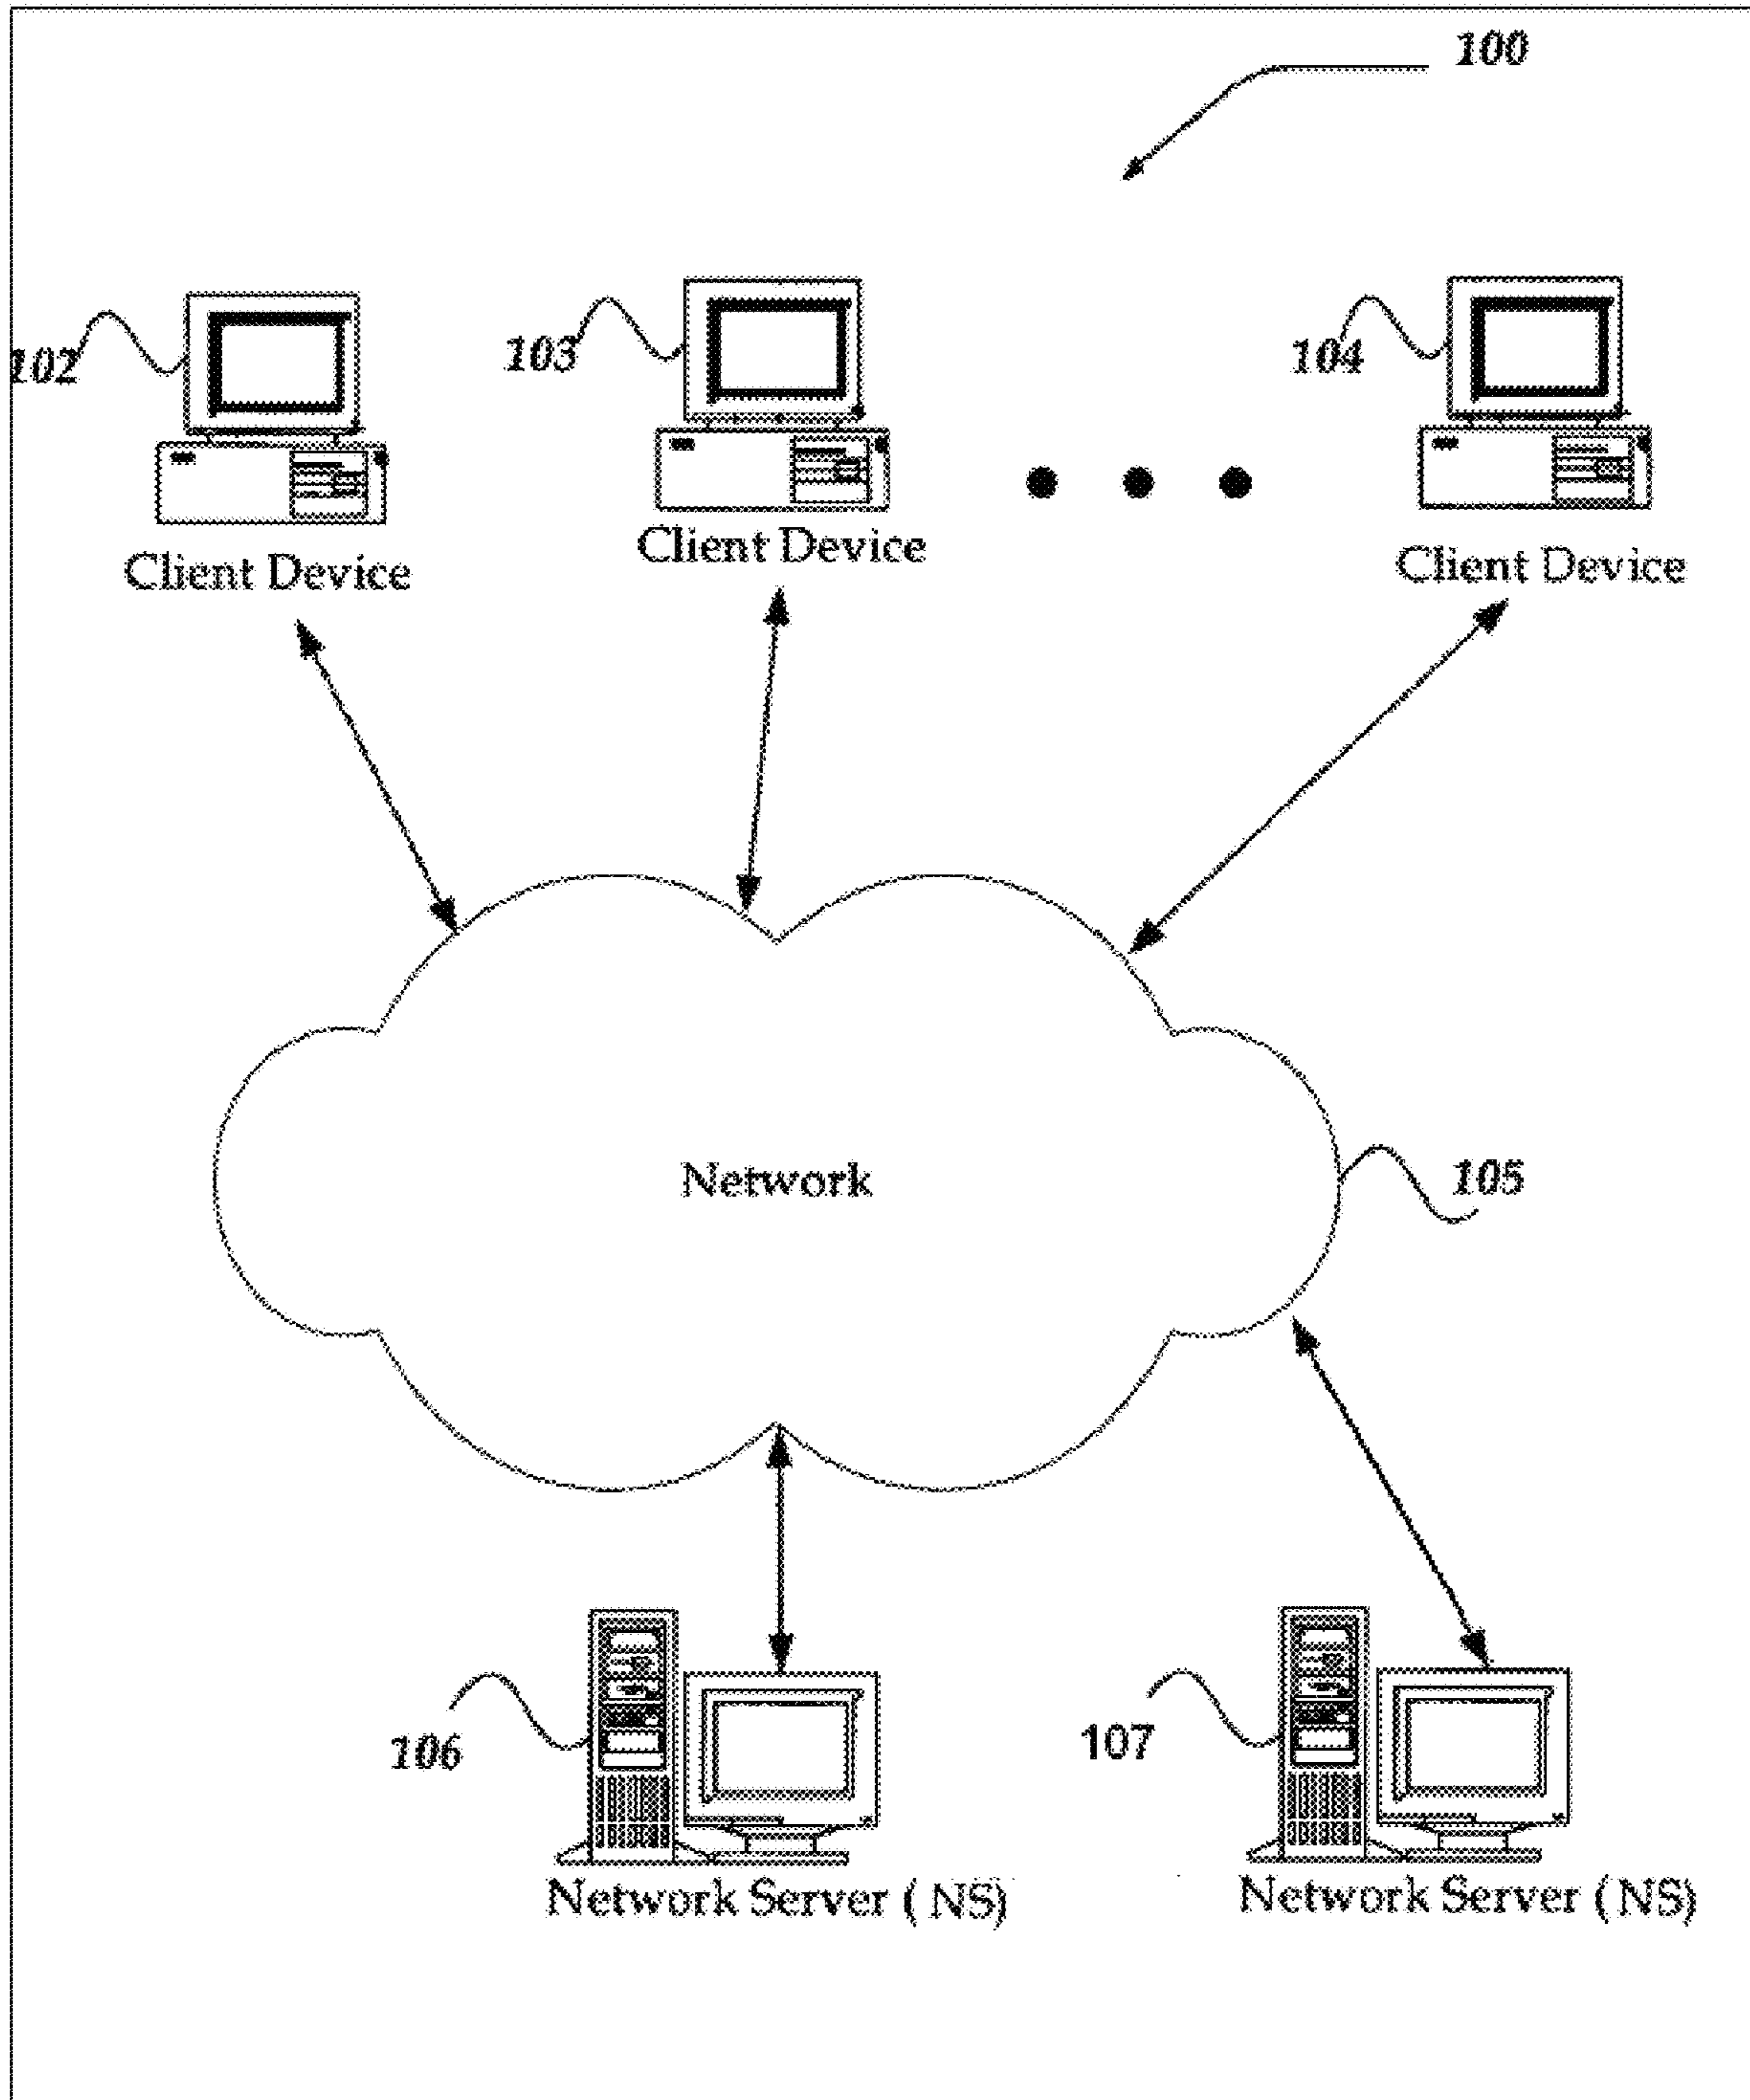 100
102
103
104
Client Device
Client Device
Client Device
Network
105
106
107
Network Server ( NS)
Network Server ( NS)